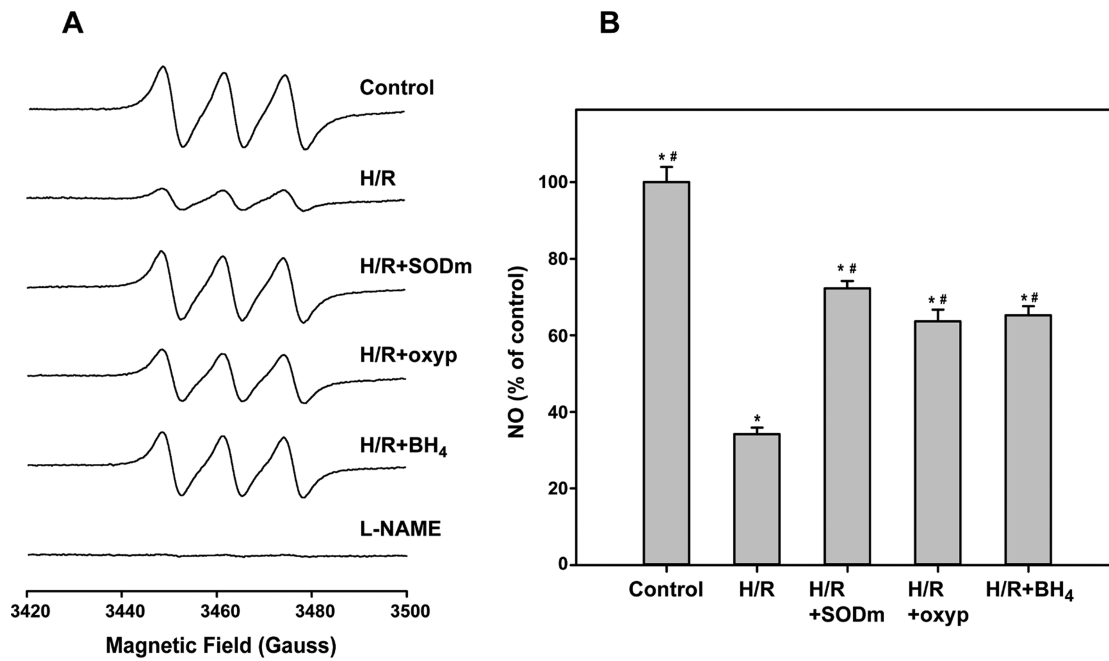 A
Control
H/R
H/R+SODm
H/R+oxyp
H/R+BH₄
L-NAME
3420 3440 3460 3480 3500
Magnetic Field (Gauss)
B
NO (% of control)
100
80
60
40
20
0
* #
*
* #
* #
* #
Control H/R H/R H/R H/R+BH₄
+SODm +oxyp